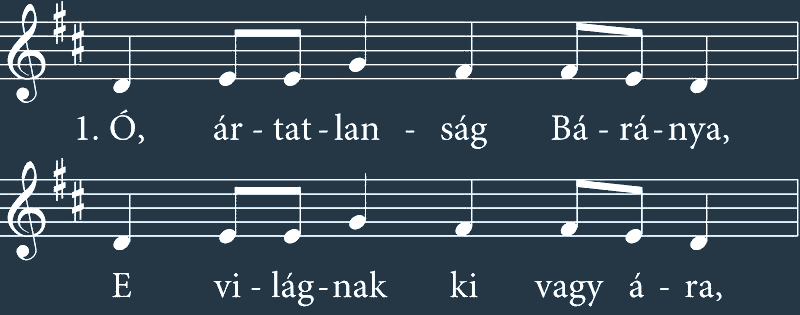 1. Ó, ár - tat - lan - ság Bá - rá - nya,
E vi - lág - nak ki vagy á - ra,